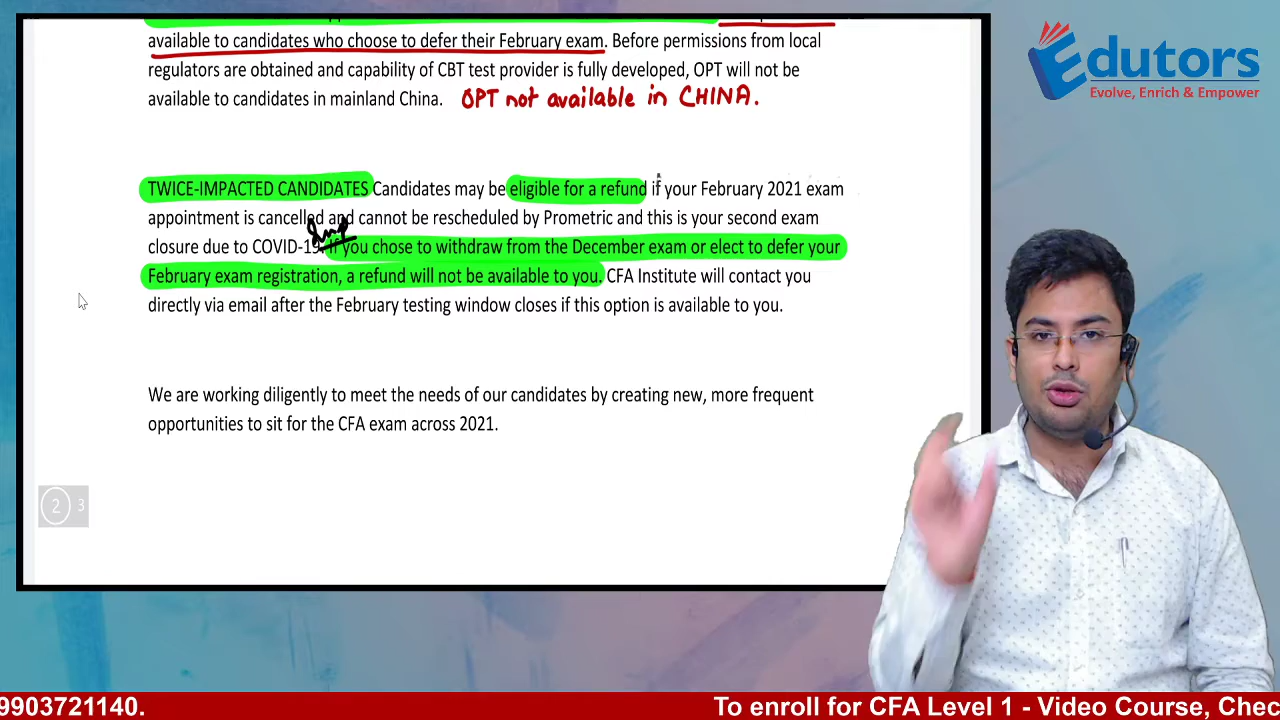 available to candidates who choose to defer their February exam. Before permissions from local
regulators are obtained and capability of CBT test provider is fully developed, OPT will not be
available to candidates in mainland China. OPT not available in CHINA.
TWICE-IMPACTED CANDIDATES Candidates may be eligible for a refund if your February 2021 exam
appointment is cancelled and cannot be rescheduled by Prometric and this is your second exam
Imp
closure due to COVID-19. If you chose to withdraw from the December exam or elect to defer your
February exam registration, a refund will not be available to you. CFA Institute will contact you
directly via email after the February testing window closes if this option is available to you.
We are working diligently to meet the needs of our candidates by creating new, more frequent
opportunities to sit for the CFA exam across 2021.
2 3
Edutors
Evolve, Enrich & Empower
9903721140. To enroll for CFA Level 1 - Video Course, Chec